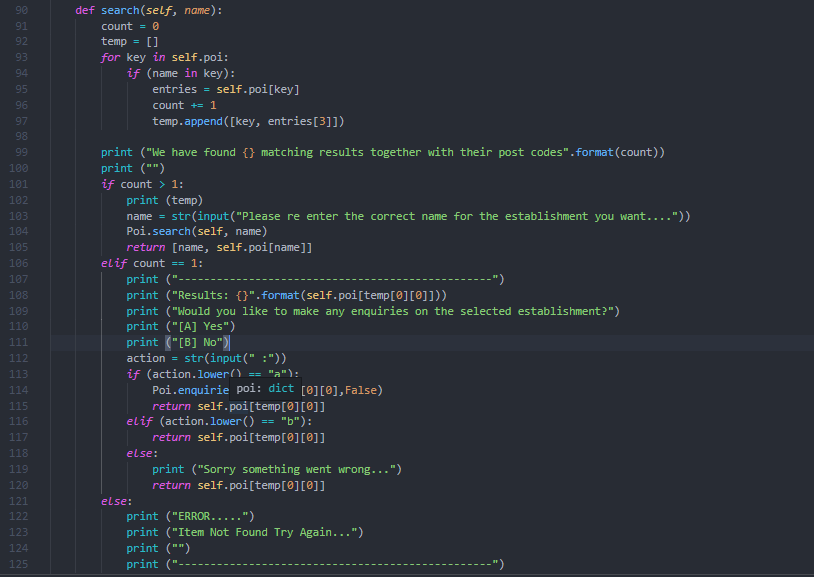 90 def search(self, name):
91 count = 0
92 temp = []
93 for key in self.poi:
94 if (name in key):
95 entries = self.poi[key]
96 count += 1
97 temp.append([key, entries[3]])
98
99 print ("We have found {} matching results together with their post codes".format(count))
100 print ("")
101 if count > 1:
102 print (temp)
103 name = str(input("Please re enter the correct name for the establishment you want...."))
104 Poi.search(self, name)
105 return [name, self.poi[name]]
106 elif count == 1:
107 print ("-------------------------------------------------")
108 print ("Results: {}".format(self.poi[temp[0][0]]))
109 print ("Would you like to make any enquiries on the selected establishment?")
110 print ("[A] Yes")
111 print ("[B] No")
112 action = str(input(" :"))
113 if (action.lower() == "a"):
114 Poi.enquirie poi: dict [0][0],False)
115 return self.poi[temp[0][0]]
116 elif (action.lower() == "b"):
117 return self.poi[temp[0][0]]
118 else:
119 print ("Sorry something went wrong...")
120 return self.poi[temp[0][0]]
121 else:
122 print ("ERROR.....")
123 print ("Item Not Found Try Again...")
124 print ("")
125 print ("-------------------------------------------------")